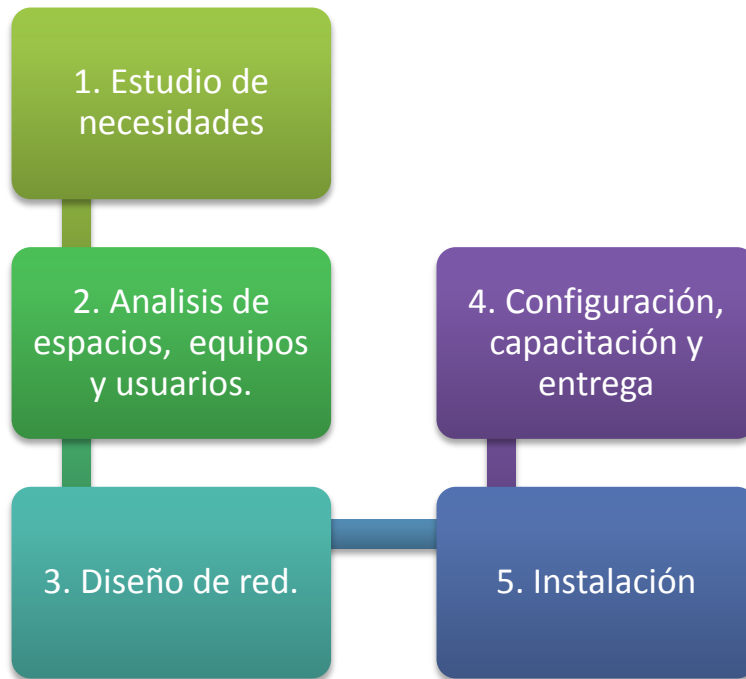 1. Estudio de
necesidades
2. Analisis de
espacios, equipos
y usuarios.
3. Diseño de red.
4. Configuración,
capacitación y
entrega
5. Instalación